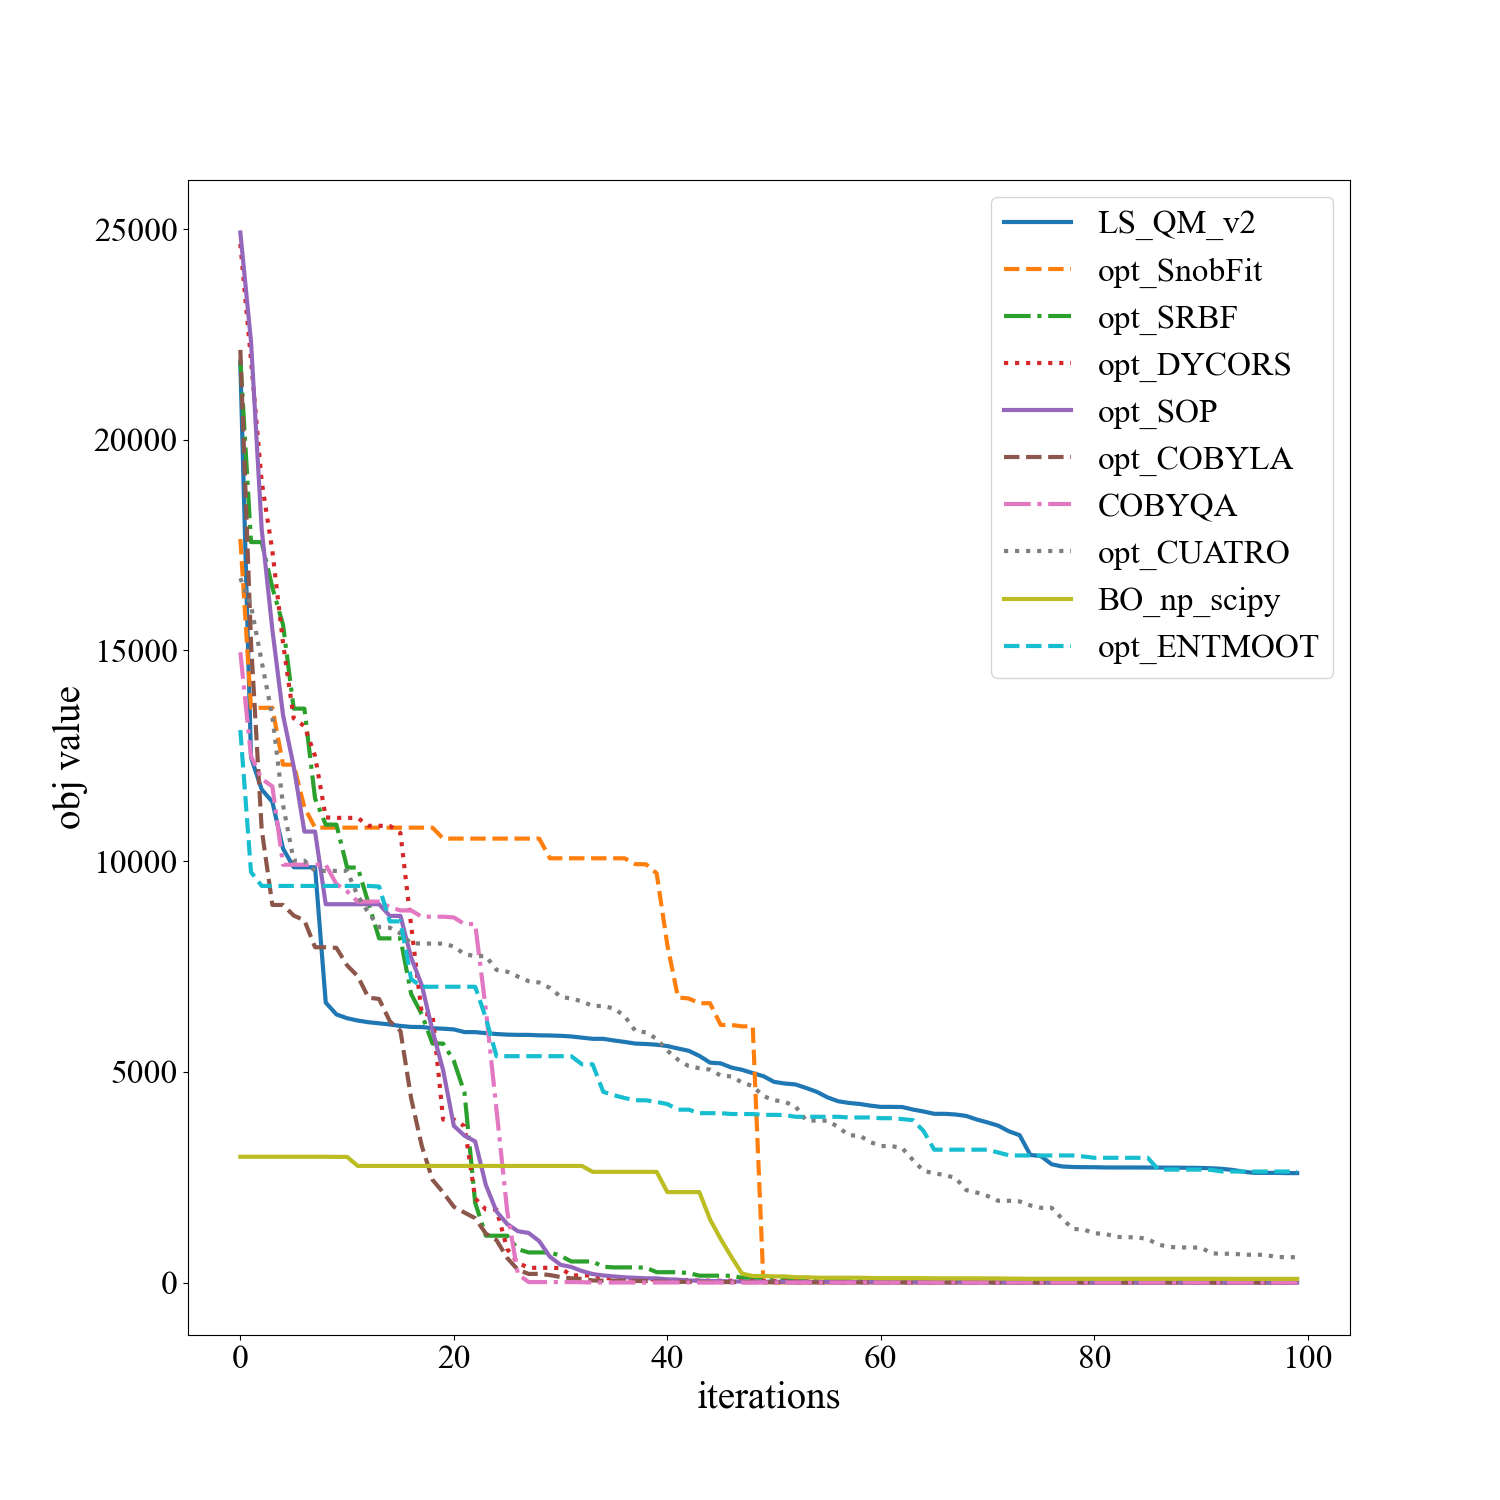 25000
20000
15000
10000
5000
0
obj value
0 20 40 60 80 100
iterations
LS_QM_v2
opt_SnobFit
opt_SRBF
opt_DYCORS
opt_SOP
opt_COBYLA
COBYQA
opt_CUATRO
BO_np_scipy
opt_ENTMOOT